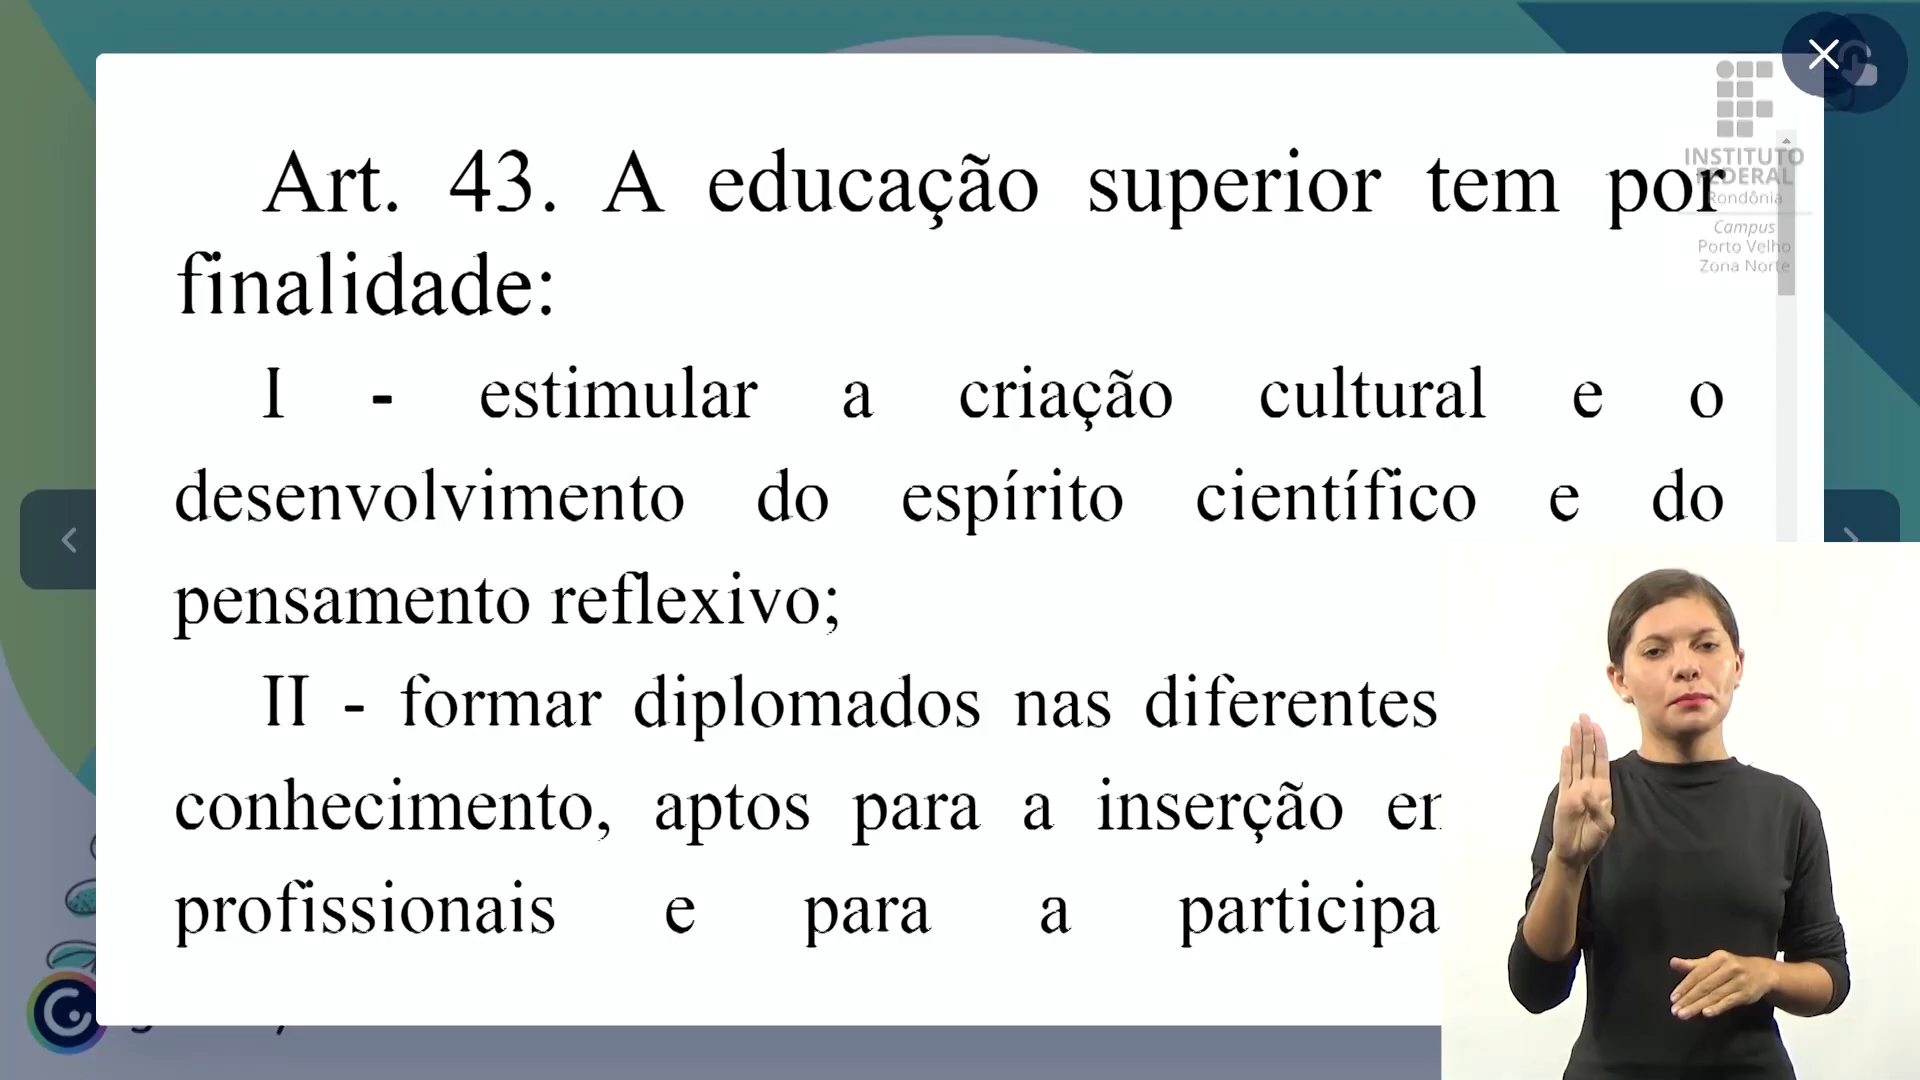 Art. 43. A educação superior tem por
finalidade:
I - estimular a criação cultural e o
desenvolvimento do espírito científico e do
pensamento reflexivo;
II - formar diplomados nas diferentes
conhecimento, aptos para a inserção
profissionais e para a participa
INSTITUTO
FEDERAL
Rondônia
Campus
Porto Velho
Zona Norte